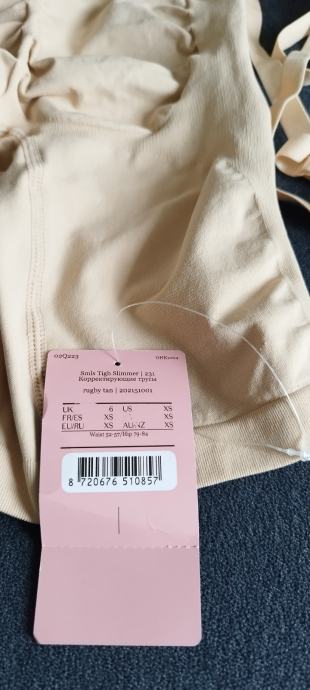 02Q223 OHK001
Smls Tigh Slimmer | 231
Корректирующие трусы
rugby tan | 202151001
UK 6 US XS
FR/ES XS XS
EU/RU XS AU/NZ XS
Waist 52-57/Hip 79-84
8 720676 510857